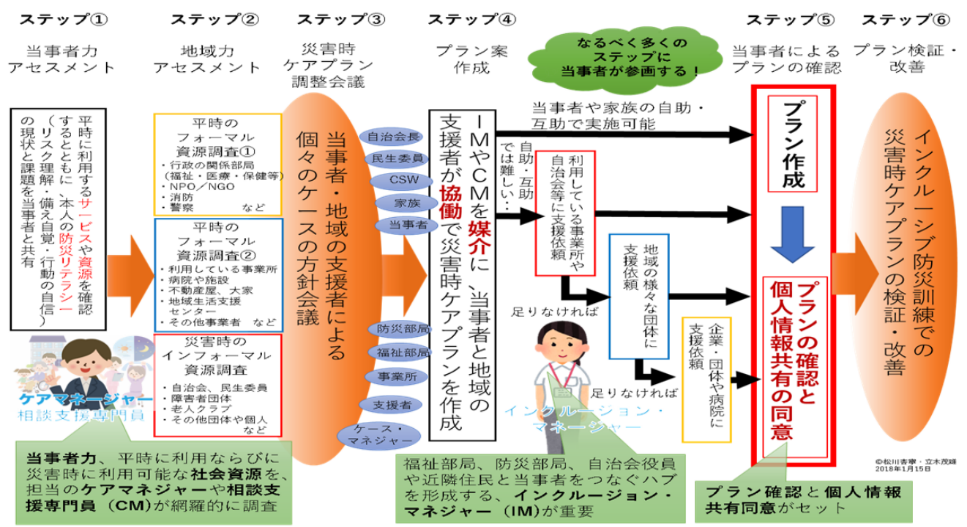 ステップ①
当事者力
アセスメント
平時に利用するサービスや資源を確認
するとともに、本人の防災リテラシー
（リスク理解・備え自覚・行動の自信）
の現状と課題を当事者と共有
ケアマネージャー
相談支援専門員
当事者力、平時に利用ならびに
災害時に利用可能な社会資源を、
担当のケアマネジャーや相談支
援専門員（CM)が網羅的に調査
ステップ②
地域力
アセスメント
平時の
フォーマル
資源調査①
・行政の関係部局
(福祉・医療・保健等)
・NPO／NGO
・消防
・警察　など
平時の
フォーマル
資源調査②
・利用している事業所
・病院や施設
・不動産屋、大家
・地域生活支援
センター
・その他事業者　など
災害時の
インフォーマル
資源調査
・自治会、民生委員
・障害者団体
・老人クラブ
・その他団体や個人
など
ステップ③
災害時
ケアプラン
調整会議
当事者・地域の支援者による
個々のケースの方針会議
自治会長
民生委員
CSW
家族
当事者
防災部局
福祉部局
事業所
支援者
ケース・
マネジャー
ステップ④
プラン案
作成
IMやCMを媒介に、当事者と地域の
支援者が協働で災害時ケアプランを作成
なるべく多くの
ステップに
当事者が参画する！
当事者や家族の自助・
互助で実施可能
自助・互助
では難しい…
利用している事業所や
自治会等に支援依頼
足りなければ
地域の様々な団体に
支援依頼
足りなければ
企業・団体や病院に
支援依頼
インクルージョン・
マネージャー
福祉部局、防災部局、自治会役員
や近隣住民と当事者をつなぐハブ
を形成する、インクルージョン・
マネジャー（IM)が重要
ステップ⑤
当事者による
プランの確認
プラン作成
プランの確認と
個人情報共有の同意
プラン確認と個人情報
共有同意がセット
ステップ⑥
プラン検証・
改善
インクルーシブ防災訓練での
災害時ケアプランの検証・改善
2018年1月15日